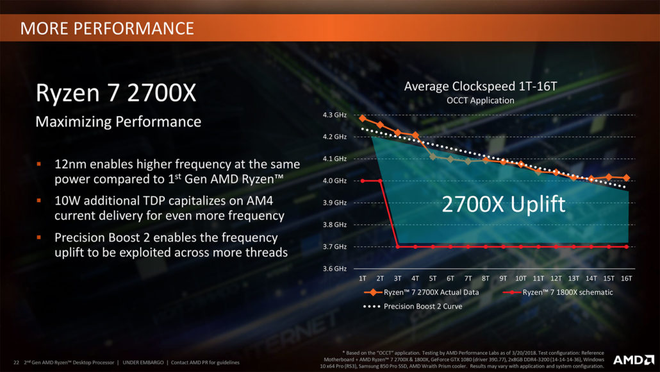 MORE PERFORMANCE
Ryzen 7 2700X
Maximizing Performance
12nm enables higher frequency at the same
power compared to 1st Gen AMD Ryzen™
10W additional TDP capitalizes on AM4
current delivery for even more frequency
Precision Boost 2 enables the frequency
uplift to be exploited across more threads
Average Clockspeed 1T-16T
OCCT Application
4.3 GHz
4.2 GHz
4.1 GHz
4.0 GHz
3.9 GHz
3.8 GHz
3.7 GHz
3.6 GHz
2700X Uplift
1T 2T 3T 4T 5T 6T 7T 8T 9T 10T 11T 12T 13T 14T 15T 16T
Ryzen™ 7 2700X Actual Data
Ryzen™ 7 1800X schematic
Precision Boost 2 Curve
INTERNET
22 2nd Gen AMD Ryzen™ Desktop Processor | UNDER EMBARGO | Contact AMD PR for guidelines
* Based on the "OCCT" application. Testing by AMD Performance Labs as of 3/20/2018. Test configuration: Reference
Motherboard + AMD Ryzen™ 7 2700X & 1800X, GeForce GTX 1080 (driver 390.77), 2x8GB DDR4-3200 (14-14-14-36), Windows
10 x64 Pro (RS3), Samsung 850 Pro SSD, AMD Wraith Prism cooler. Results may vary with application and system configuration.
AMD